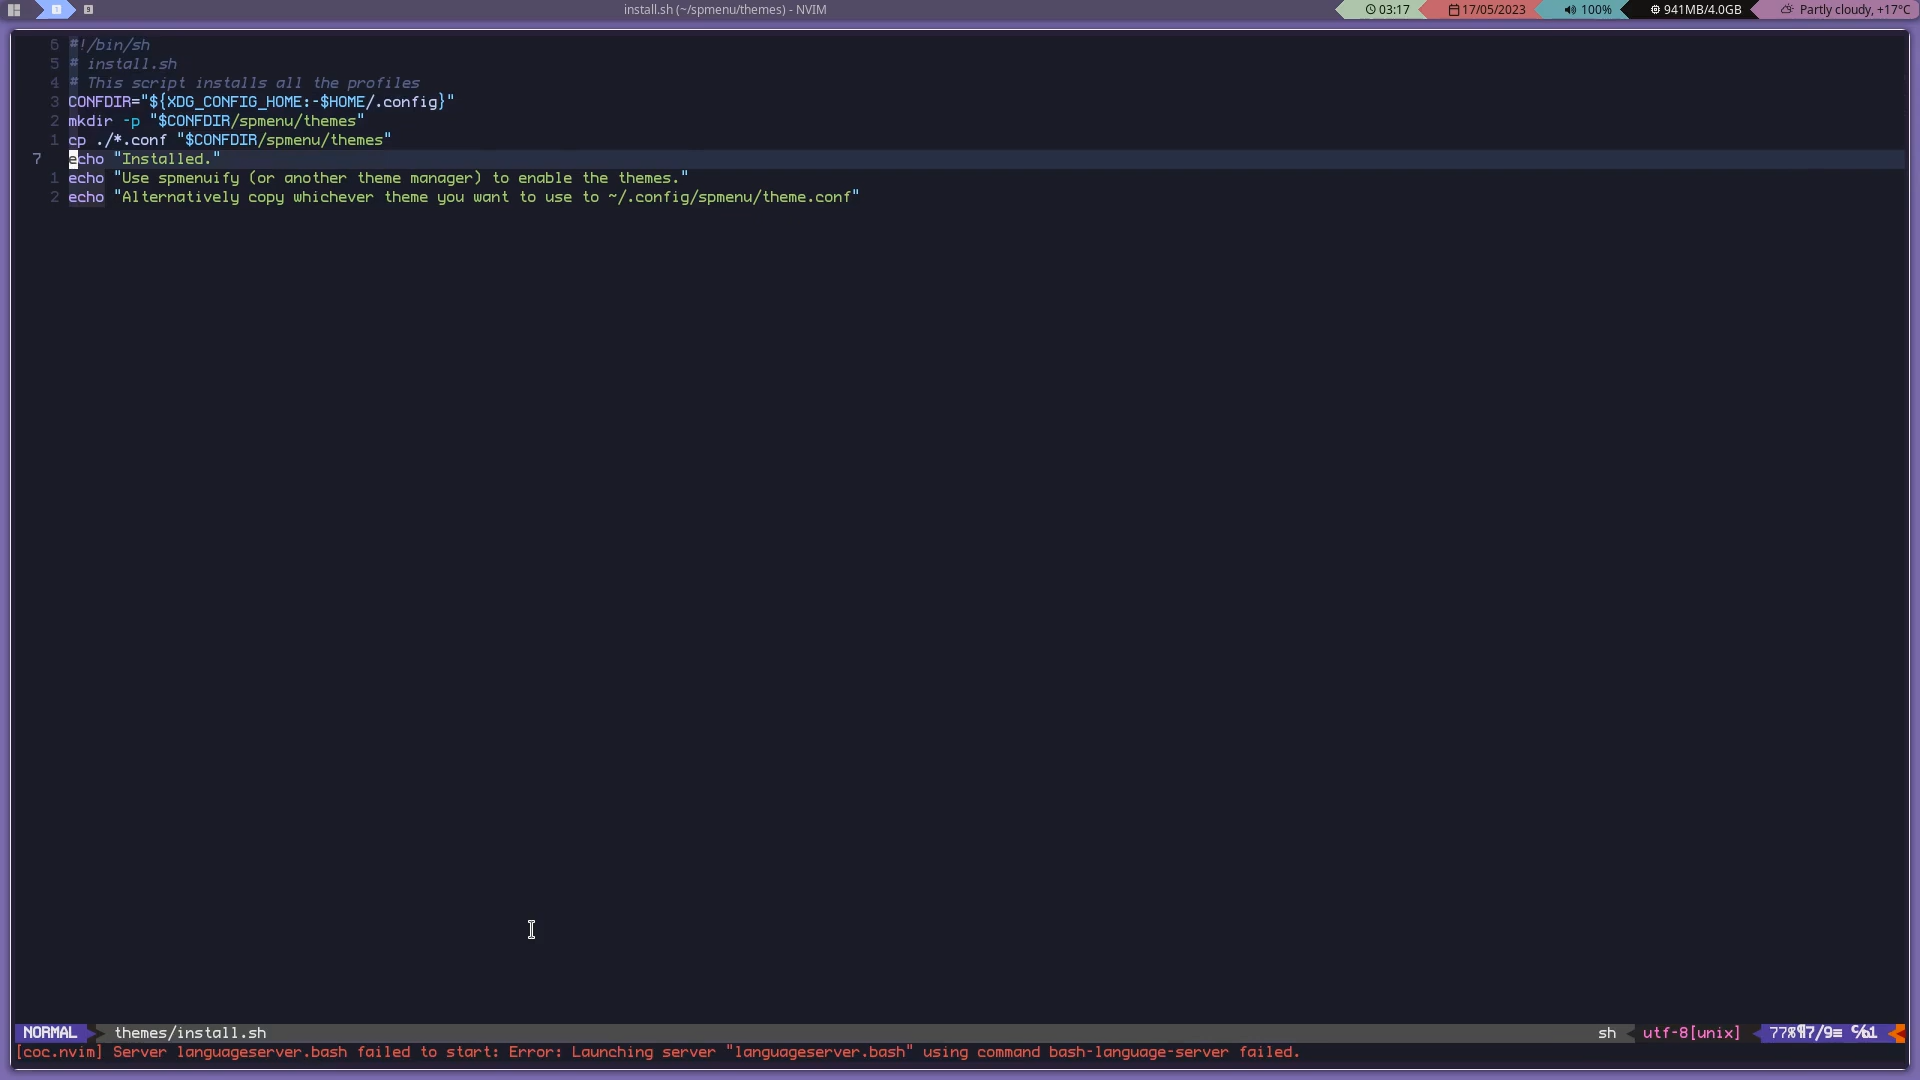 1 9 install.sh (~/spmenu/themes) - NVIM 03:17 17/05/2023 100% 941MB/4.0GB Partly cloudy, +17°C
6 #!/bin/sh
5 # install.sh
4 # This script installs all the profiles
3 CONFDIR="${XDG_CONFIG_HOME:-$HOME/.config}"
2 mkdir -p "$CONFDIR/spmenu/themes"
1 cp ./*.conf "$CONFDIR/spmenu/themes"
7 echo "Installed."
1 echo "Use spmenuify (or another theme manager) to enable the themes."
2 echo "Alternatively copy whichever theme you want to use to ~/.config/spmenu/theme.conf"
NORMAL themes/install.sh sh utf-8[unix] 77% 7/9
[coc.nvim] Server languageserver.bash failed to start: Error: Launching server "languageserver.bash" using command bash-language-server failed.